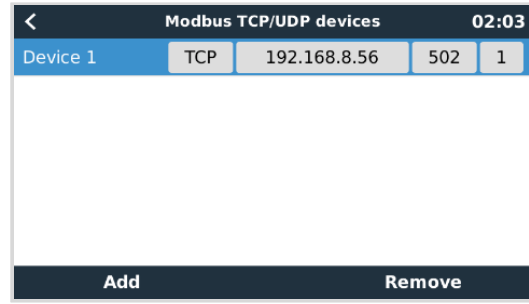 Modbus TCP/UDP devices 02:03
Device 1 TCP 192.168.8.56 502 1
Add Remove